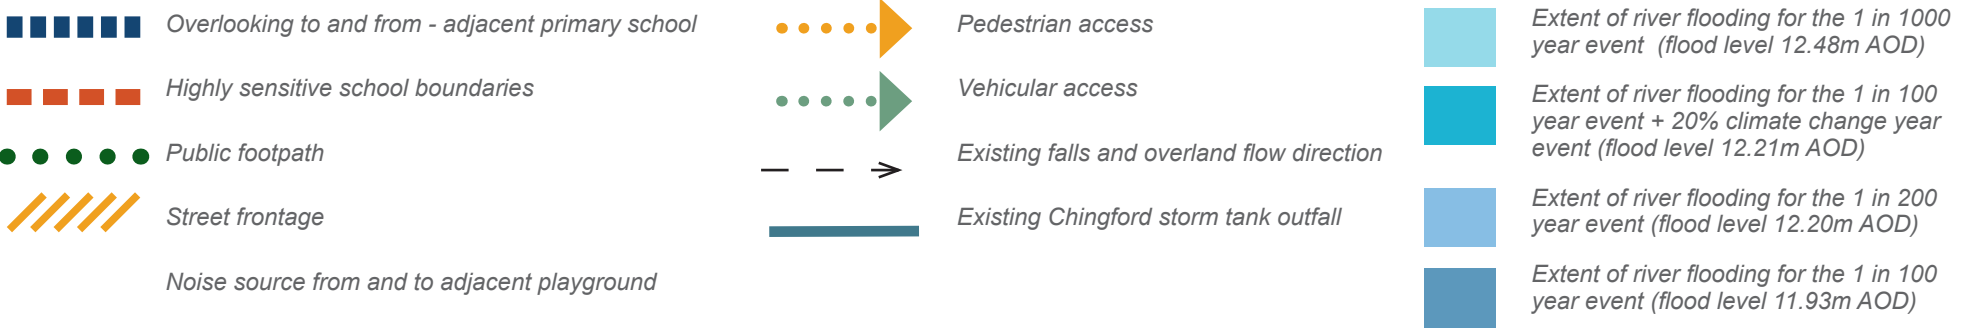 Overlooking to and from - adjacent primary school
Highly sensitive school boundaries
Public footpath
Street frontage
Noise source from and to adjacent playground
Pedestrian access
Vehicular access
Existing falls and overland flow direction
Existing Chingford storm tank outfall
Extent of river flooding for the 1 in 1000
year event (flood level 12.48m AOD)
Extent of river flooding for the 1 in 100
year event + 20% climate change year
event (flood level 12.21m AOD)
Extent of river flooding for the 1 in 200
year event (flood level 12.20m AOD)
Extent of river flooding for the 1 in 100
year event (flood level 11.93m AOD)